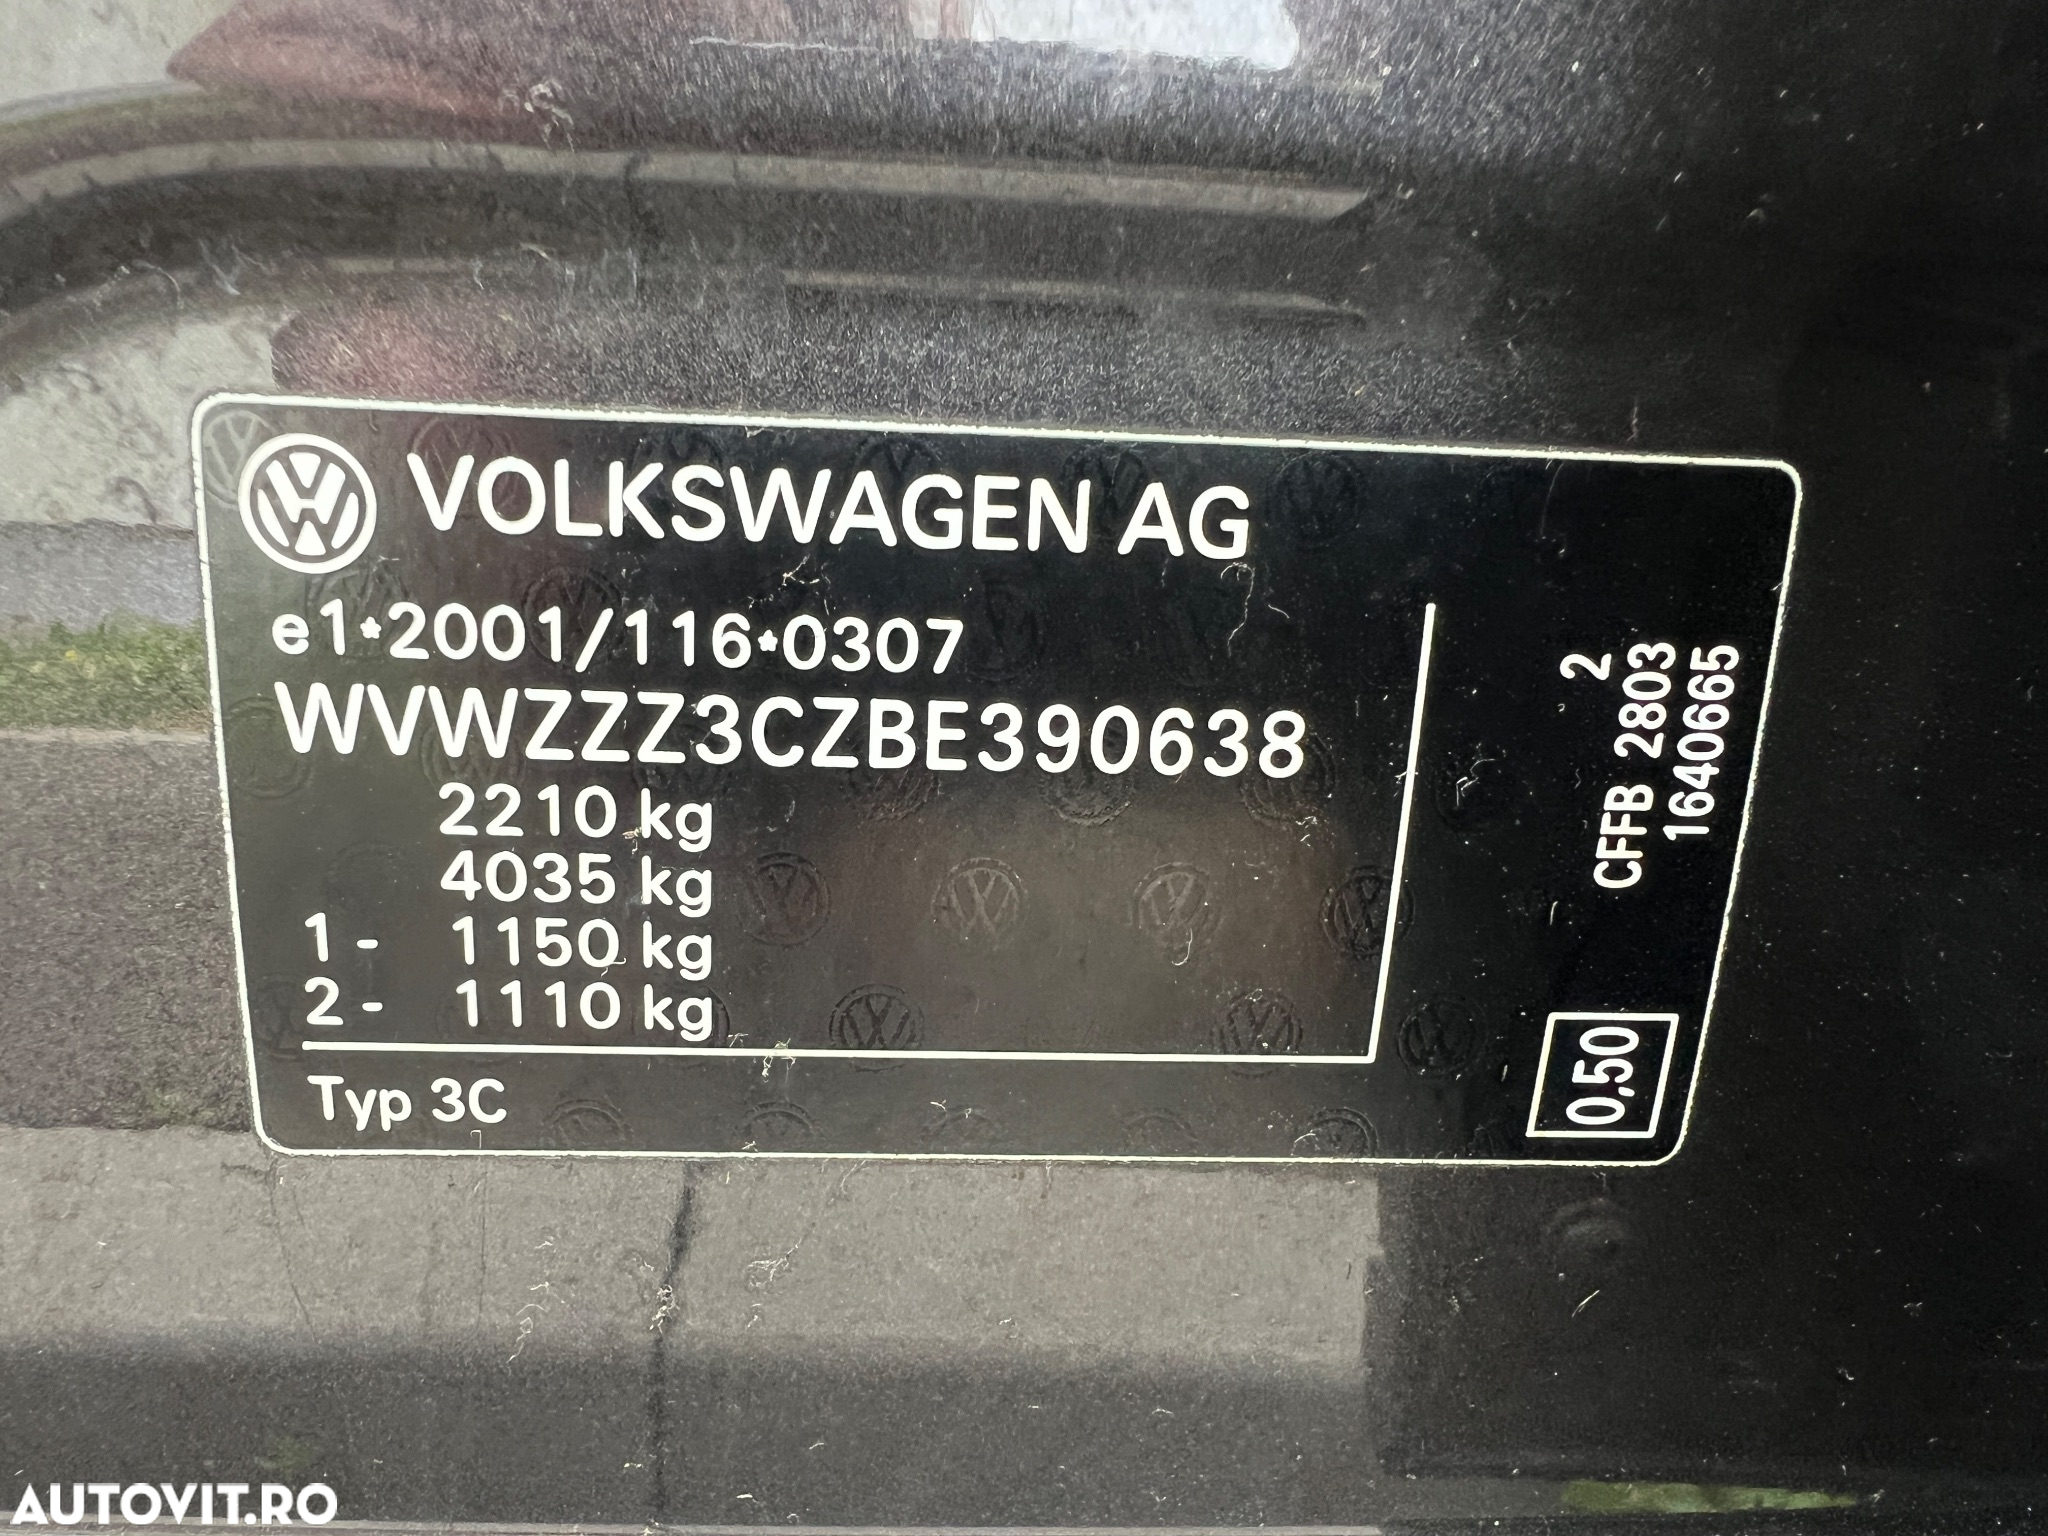 VOLKSWAGEN AG
e1*2001/116*0307
WVWZZZ3CZBE390638
2210 kg
4035 kg
1- 1150 kg
2- 1110 kg
Typ 3C
2
CFFB 2803
1640665
0,50
AUTOVIT.RO